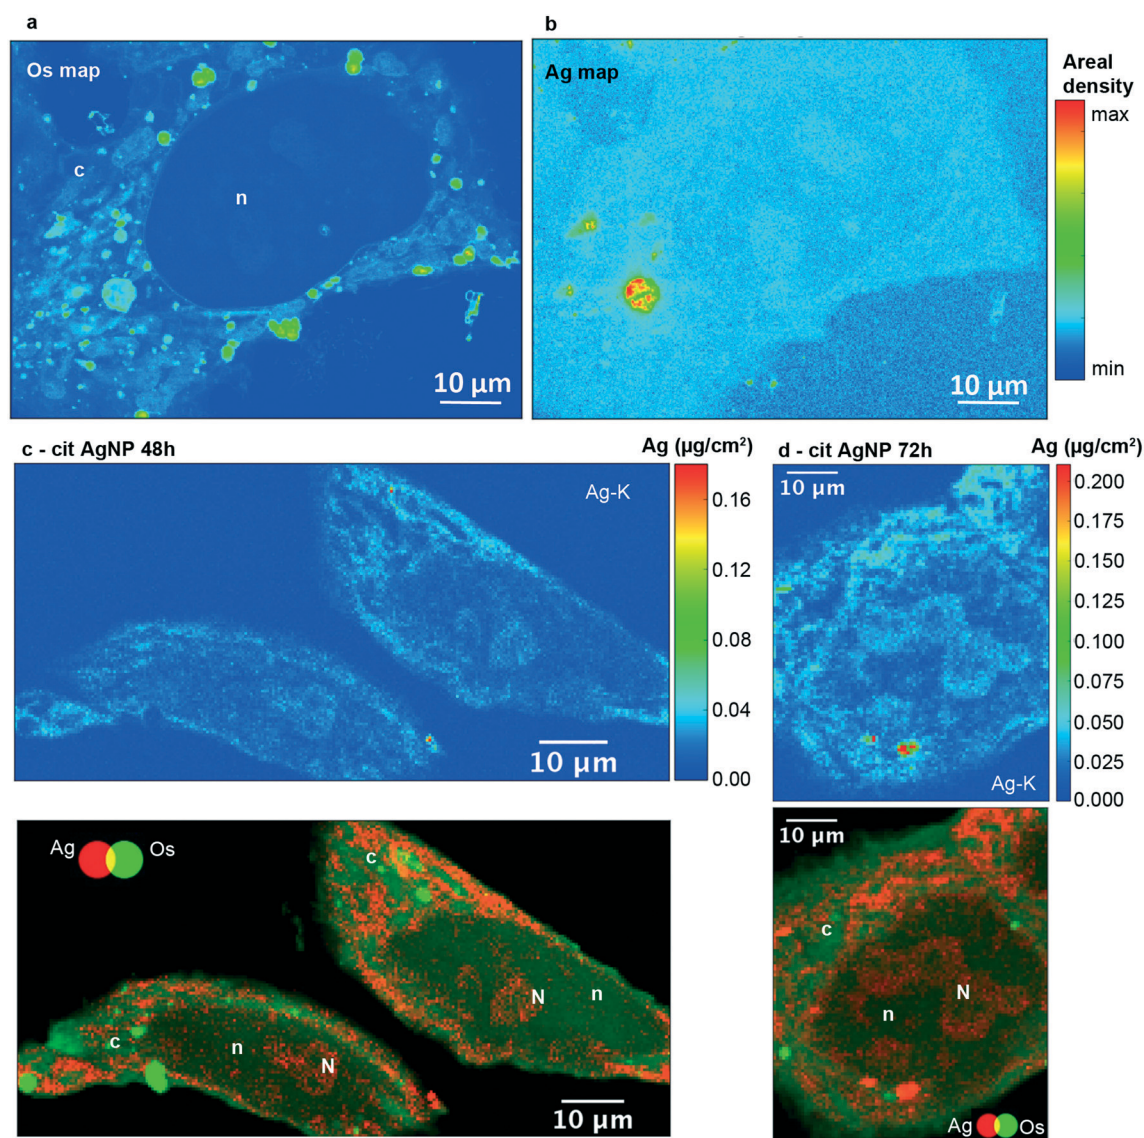 a
b
Os map
Ag map
Areal
density
max
c
n
10 µm
10 µm
min
c - cit AgNP 48h
Ag (µg/cm²)
d - cit AgNP 72h
Ag (µg/cm²)
10 µm
Ag-K
0.16
0.12
0.08
0.04
0.00
10 µm
0.200
0.175
0.150
0.125
0.100
0.075
0.050
0.025
0.000
Ag-K
Ag Os
c
N n
c n N
10 µm
10 µm
c
N
n
Ag Os